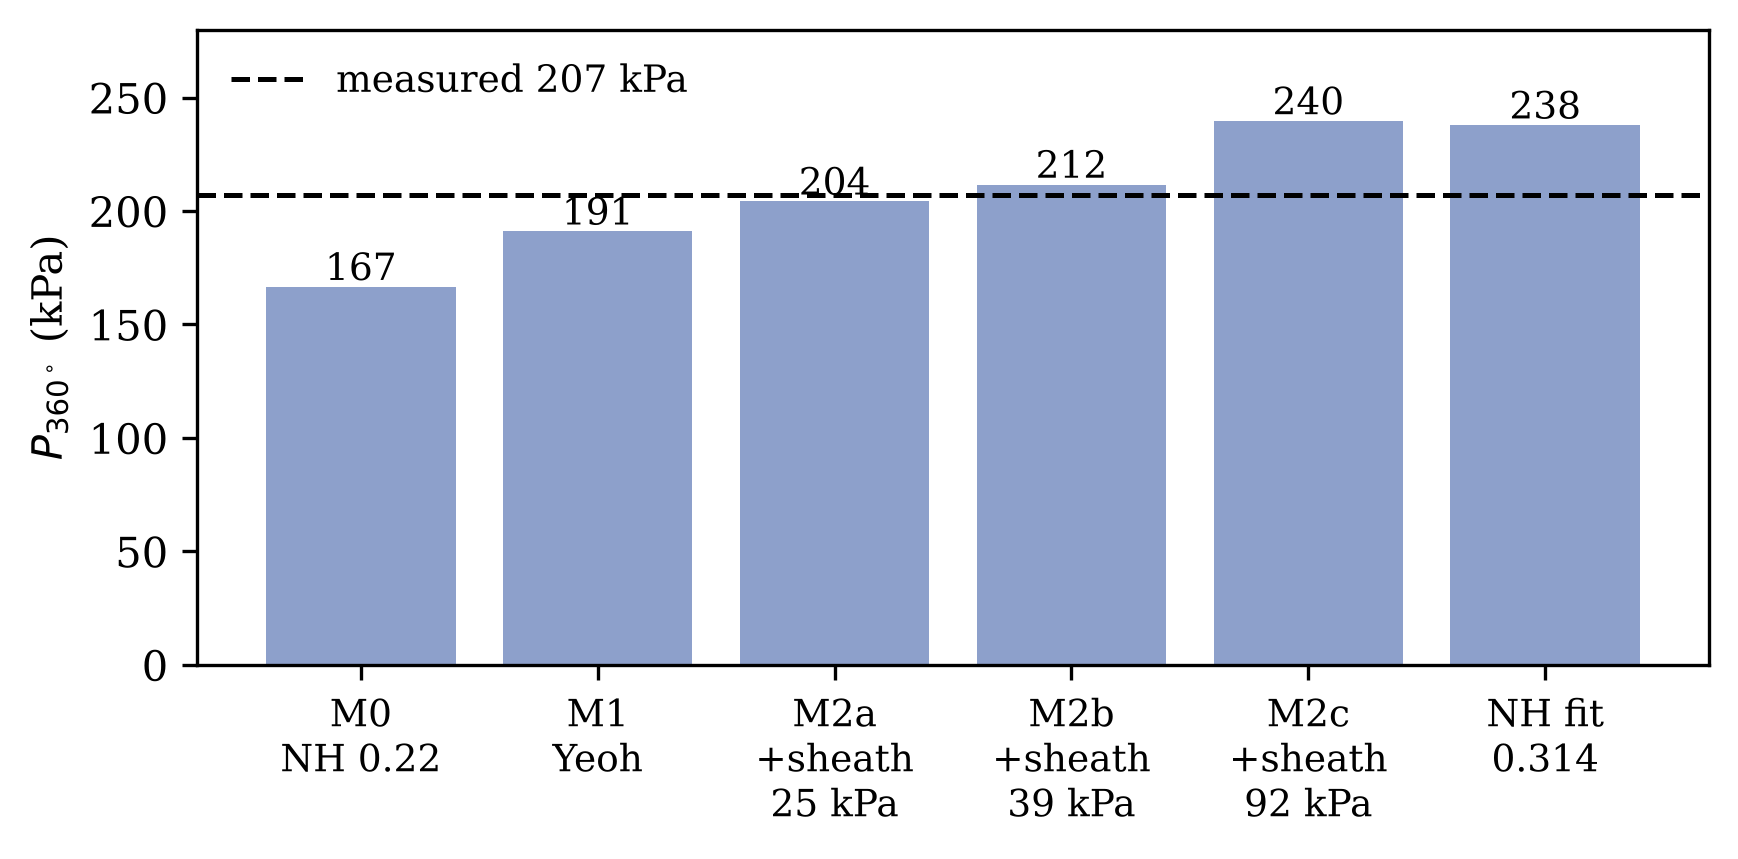 measured 207 kPa
P360° (kPa)
250
200
150
100
50
0
167
191
204
212
240
238
M0
NH 0.22
M1
Yeoh
M2a
+sheath
25 kPa
M2b
+sheath
39 kPa
M2c
+sheath
92 kPa
NH fit
0.314